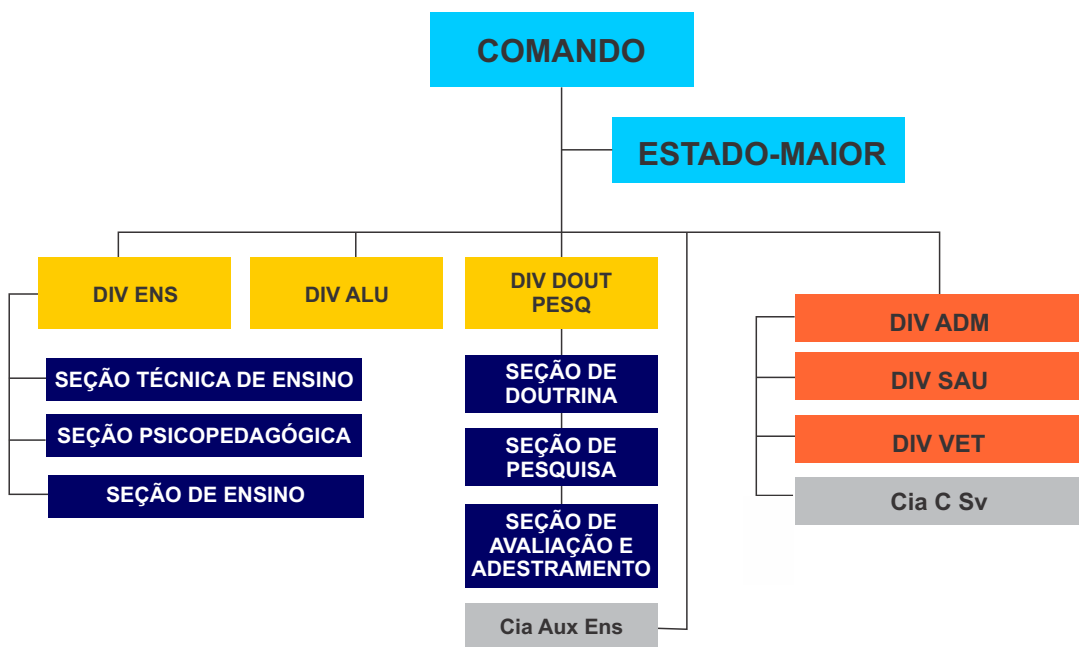 COMANDO
ESTADO-MAIOR
DIV ENS
DIV ALU
DIV DOUT
PESQ
SEÇÃO TÉCNICA DE ENSINO
SEÇÃO PSICOPEDAGÓGICA
SEÇÃO DE ENSINO
SEÇÃO DE
DOUTRINA
SEÇÃO DE
PESQUISA
SEÇÃO DE
AVALIAÇÃO E
ADESTRAMENTO
Cia Aux Ens
DIV ADM
DIV SAU
DIV VET
Cia C Sv